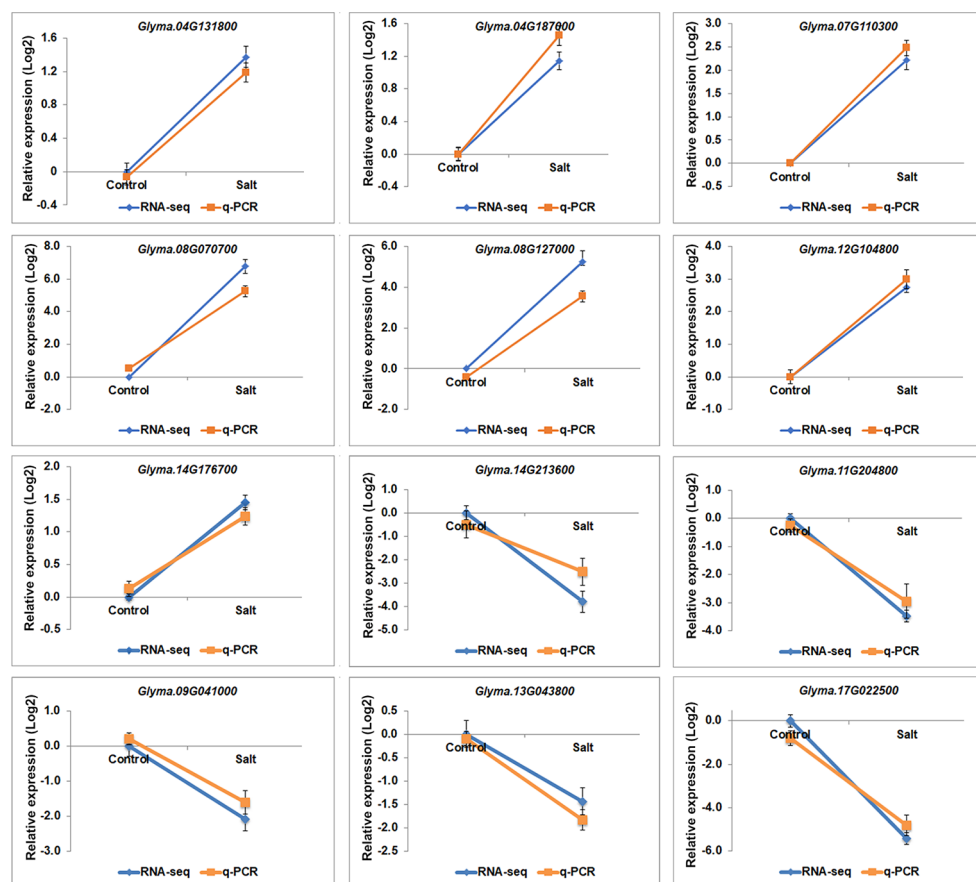 Glyma.04G131800
Relative expression (Log2)
1.6
1.2
0.8
0.4
0
-0.4
Control
Salt
RNA-seq
q-PCR
Glyma.04G187000
Relative expression (Log2)
1.6
1.2
0.8
0.4
0.0
-0.4
Control
Salt
RNA-seq
q-PCR
Glyma.07G110300
Relative expression (Log2)
3.0
2.5
2.0
1.5
1.0
0.5
0.0
-0.5
Control
Salt
RNA-seq
q-PCR
Glyma.08G070700
Relative expression (Log2)
8.0
6.0
4.0
2.0
0.0
-2.0
Control
Salt
RNA-seq
q-PCR
Glyma.08G127000
Relative expression (Log2)
6.0
4.0
2.0
0.0
-2.0
Control
Salt
RNA-seq
q-PCR
Glyma.12G104800
Relative expression (Log2)
4.0
3.0
2.0
1.0
0.0
-1.0
Control
Salt
RNA-seq
q-PCR
Glyma.14G176700
Relative expression (Log2)
2.0
1.5
1.0
0.5
0.0
-0.5
Control
Salt
RNA-seq
q-PCR
Glyma.14G213600
Relative expression (Log2)
1.0
0.0
-1.0
-2.0
-3.0
-4.0
-5.0
Control
Salt
RNA-seq
q-PCR
Glyma.11G204800
Relative expression (Log2)
1.0
0.0
-1.0
-2.0
-3.0
-4.0
Control
Salt
RNA-seq
q-PCR
Glyma.09G041000
Relative expression (Log2)
1.0
0.0
-1.0
-2.0
-3.0
Control
Salt
RNA-seq
q-PCR
Glyma.13G043800
Relative expression (Log2)
0.5
0.0
-0.5
-1.0
-1.5
-2.0
-2.5
Control
Salt
RNA-seq
q-PCR
Glyma.17G022500
Relative expression (Log2)
0.0
-2.0
-4.0
-6.0
Control
Salt
RNA-seq
q-PCR